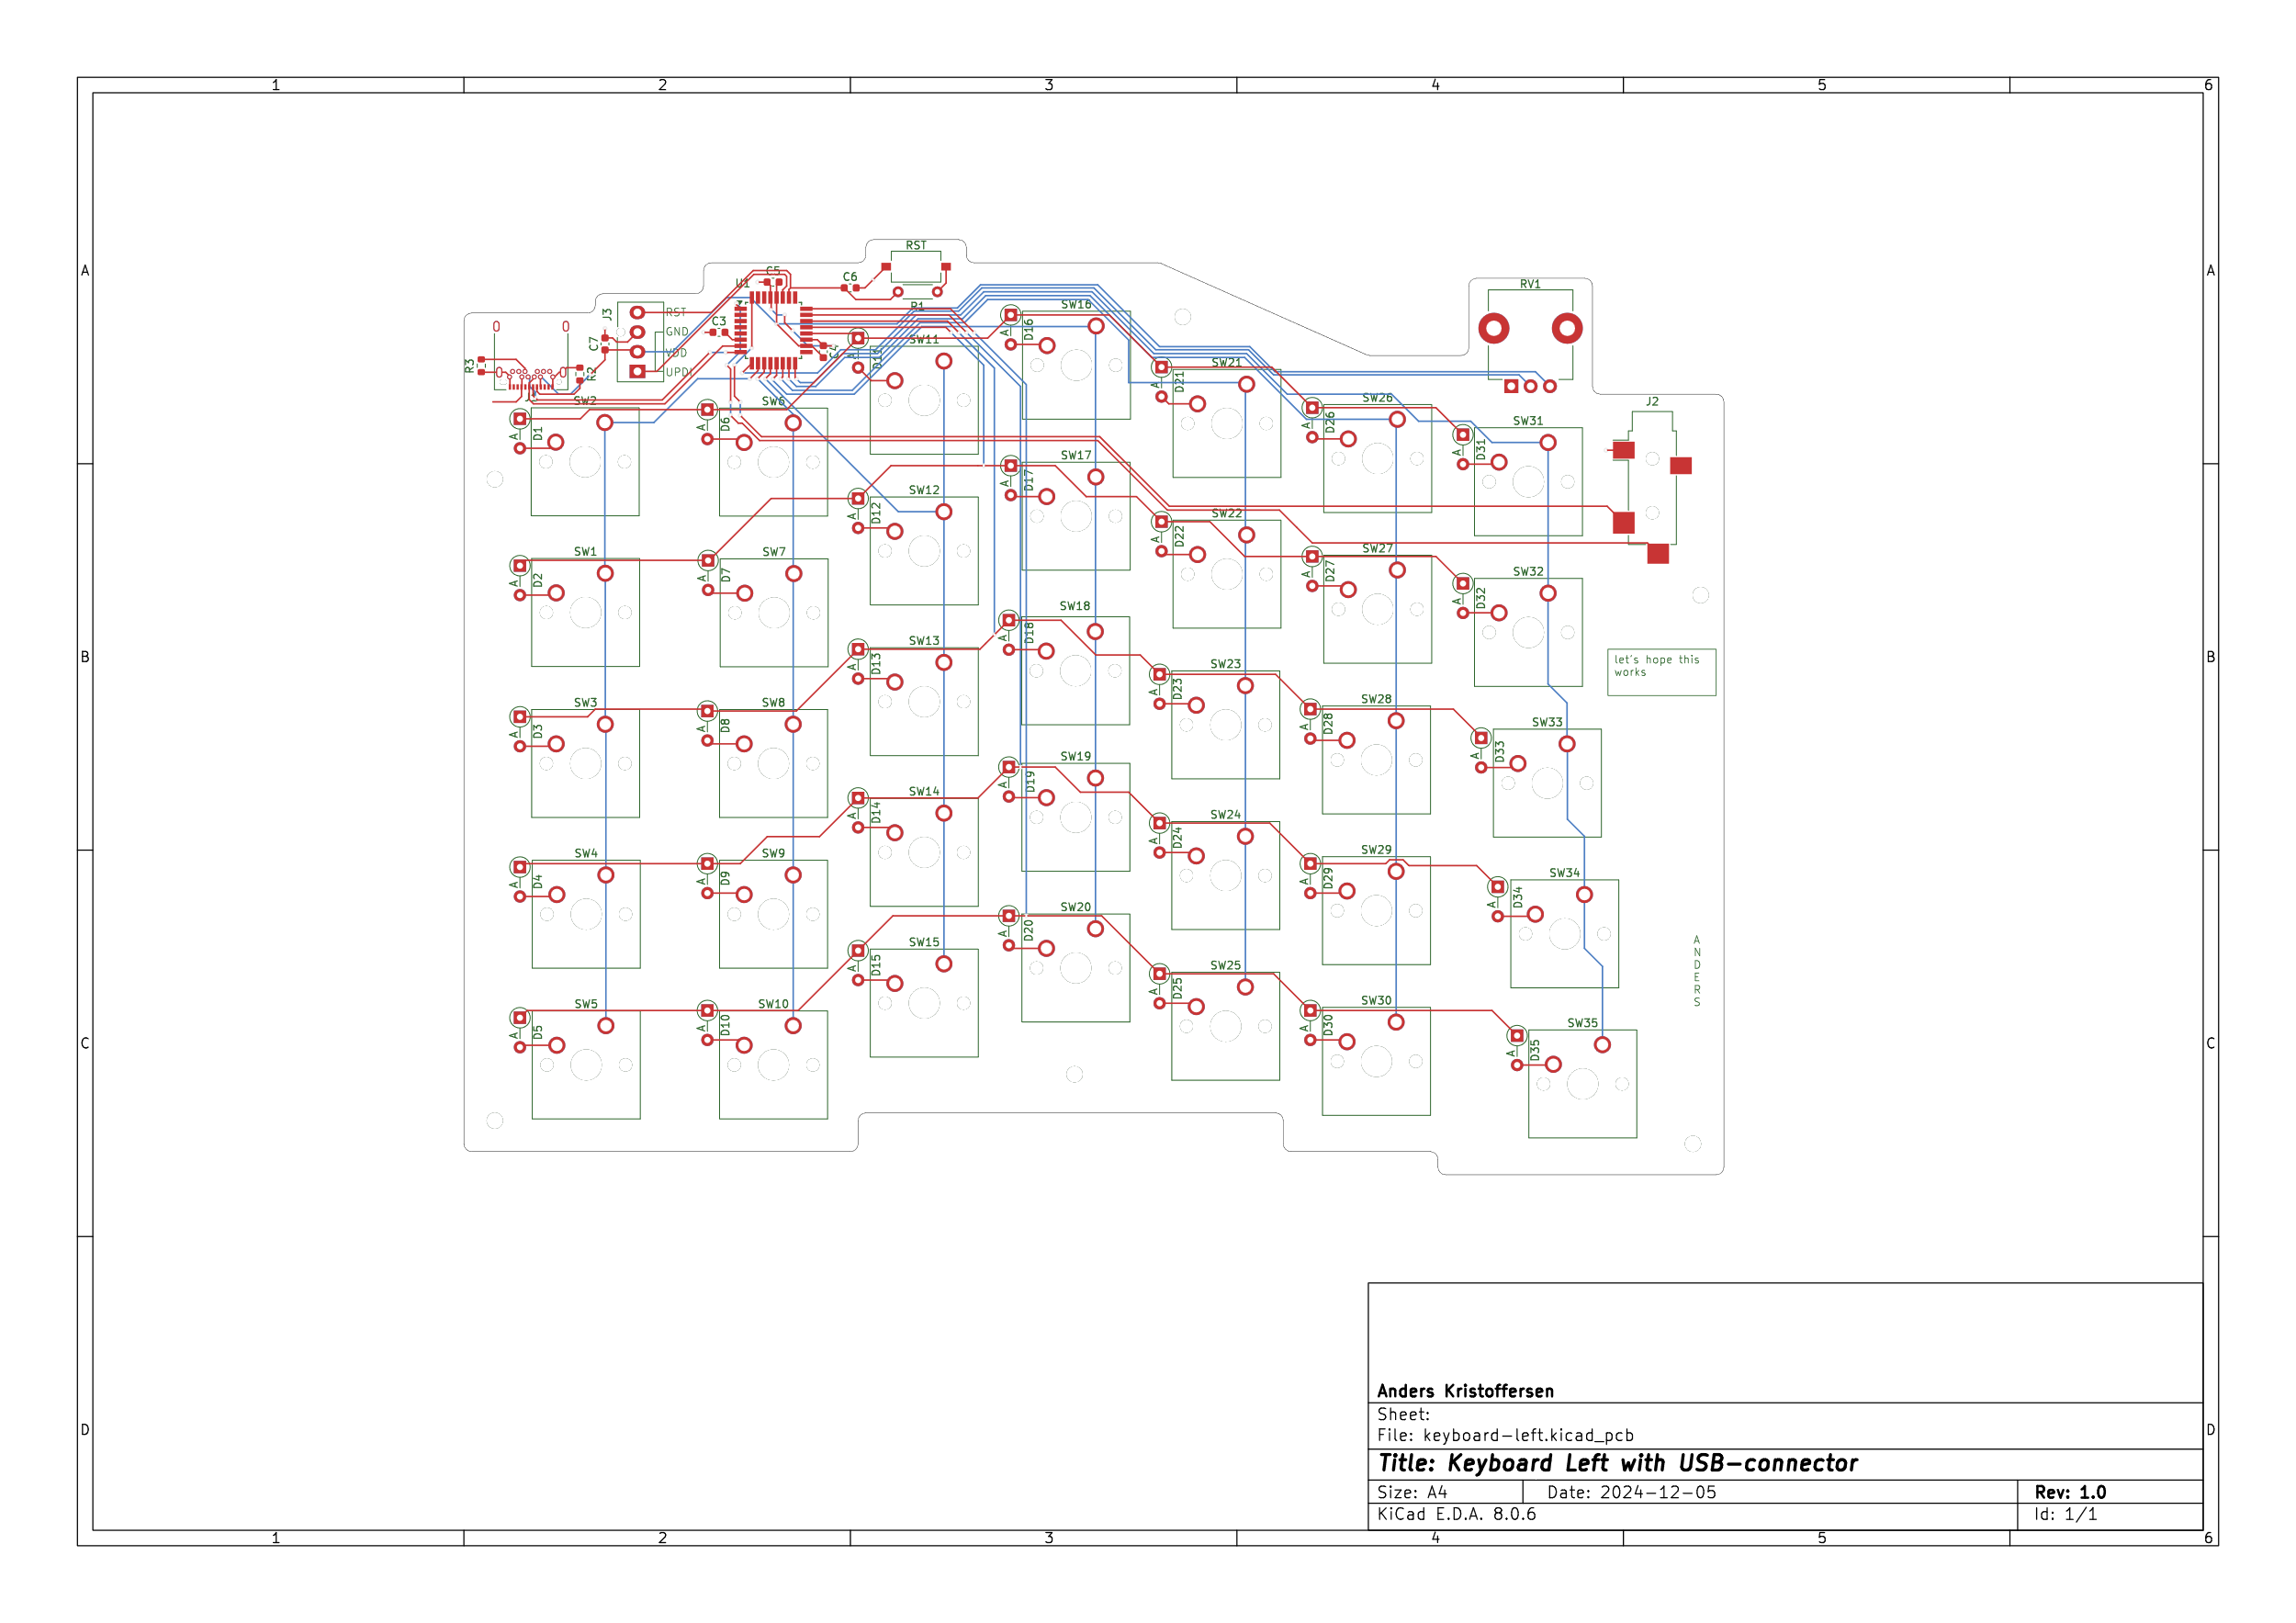 1 2 3 4 5 6
A A
RST
C5
C6
U1
RV1
R1
SW16
J3
RST
C3
GND
C7
VDD
C4
UPDI
R3
R2
A D11
SW11
A D16
SW21
A D21
SW26
A D26
SW31
A D31
J2
SW2
A D1
SW6
A D6
SW12
A D12
SW17
A D17
SW22
A D22
SW27
A D27
SW32
A D32
SW1
A D2
SW7
A D7
B B
let's hope this
works
SW13
A D13
SW18
A D18
SW23
A D23
SW28
A D28
SW33
A D33
SW3
A D3
SW8
A D8
SW14
A D14
SW19
A D19
SW24
A D24
SW29
A D29
SW34
A D34
SW4
A D4
SW9
A D9
SW15
A D15
SW20
A D20
SW25
A D25
SW30
A D30
SW35
A D35
SW5
A D5
SW10
A D10
A
N
D
E
R
S
C C
D D
Anders Kristoffersen
Sheet:
File: keyboard-left.kicad_pcb
Title: Keyboard Left with USB-connector
Size: A4 Date: 2024-12-05 Rev: 1.0
KiCad E.D.A. 8.0.6 Id: 1/1
1 2 3 4 5 6